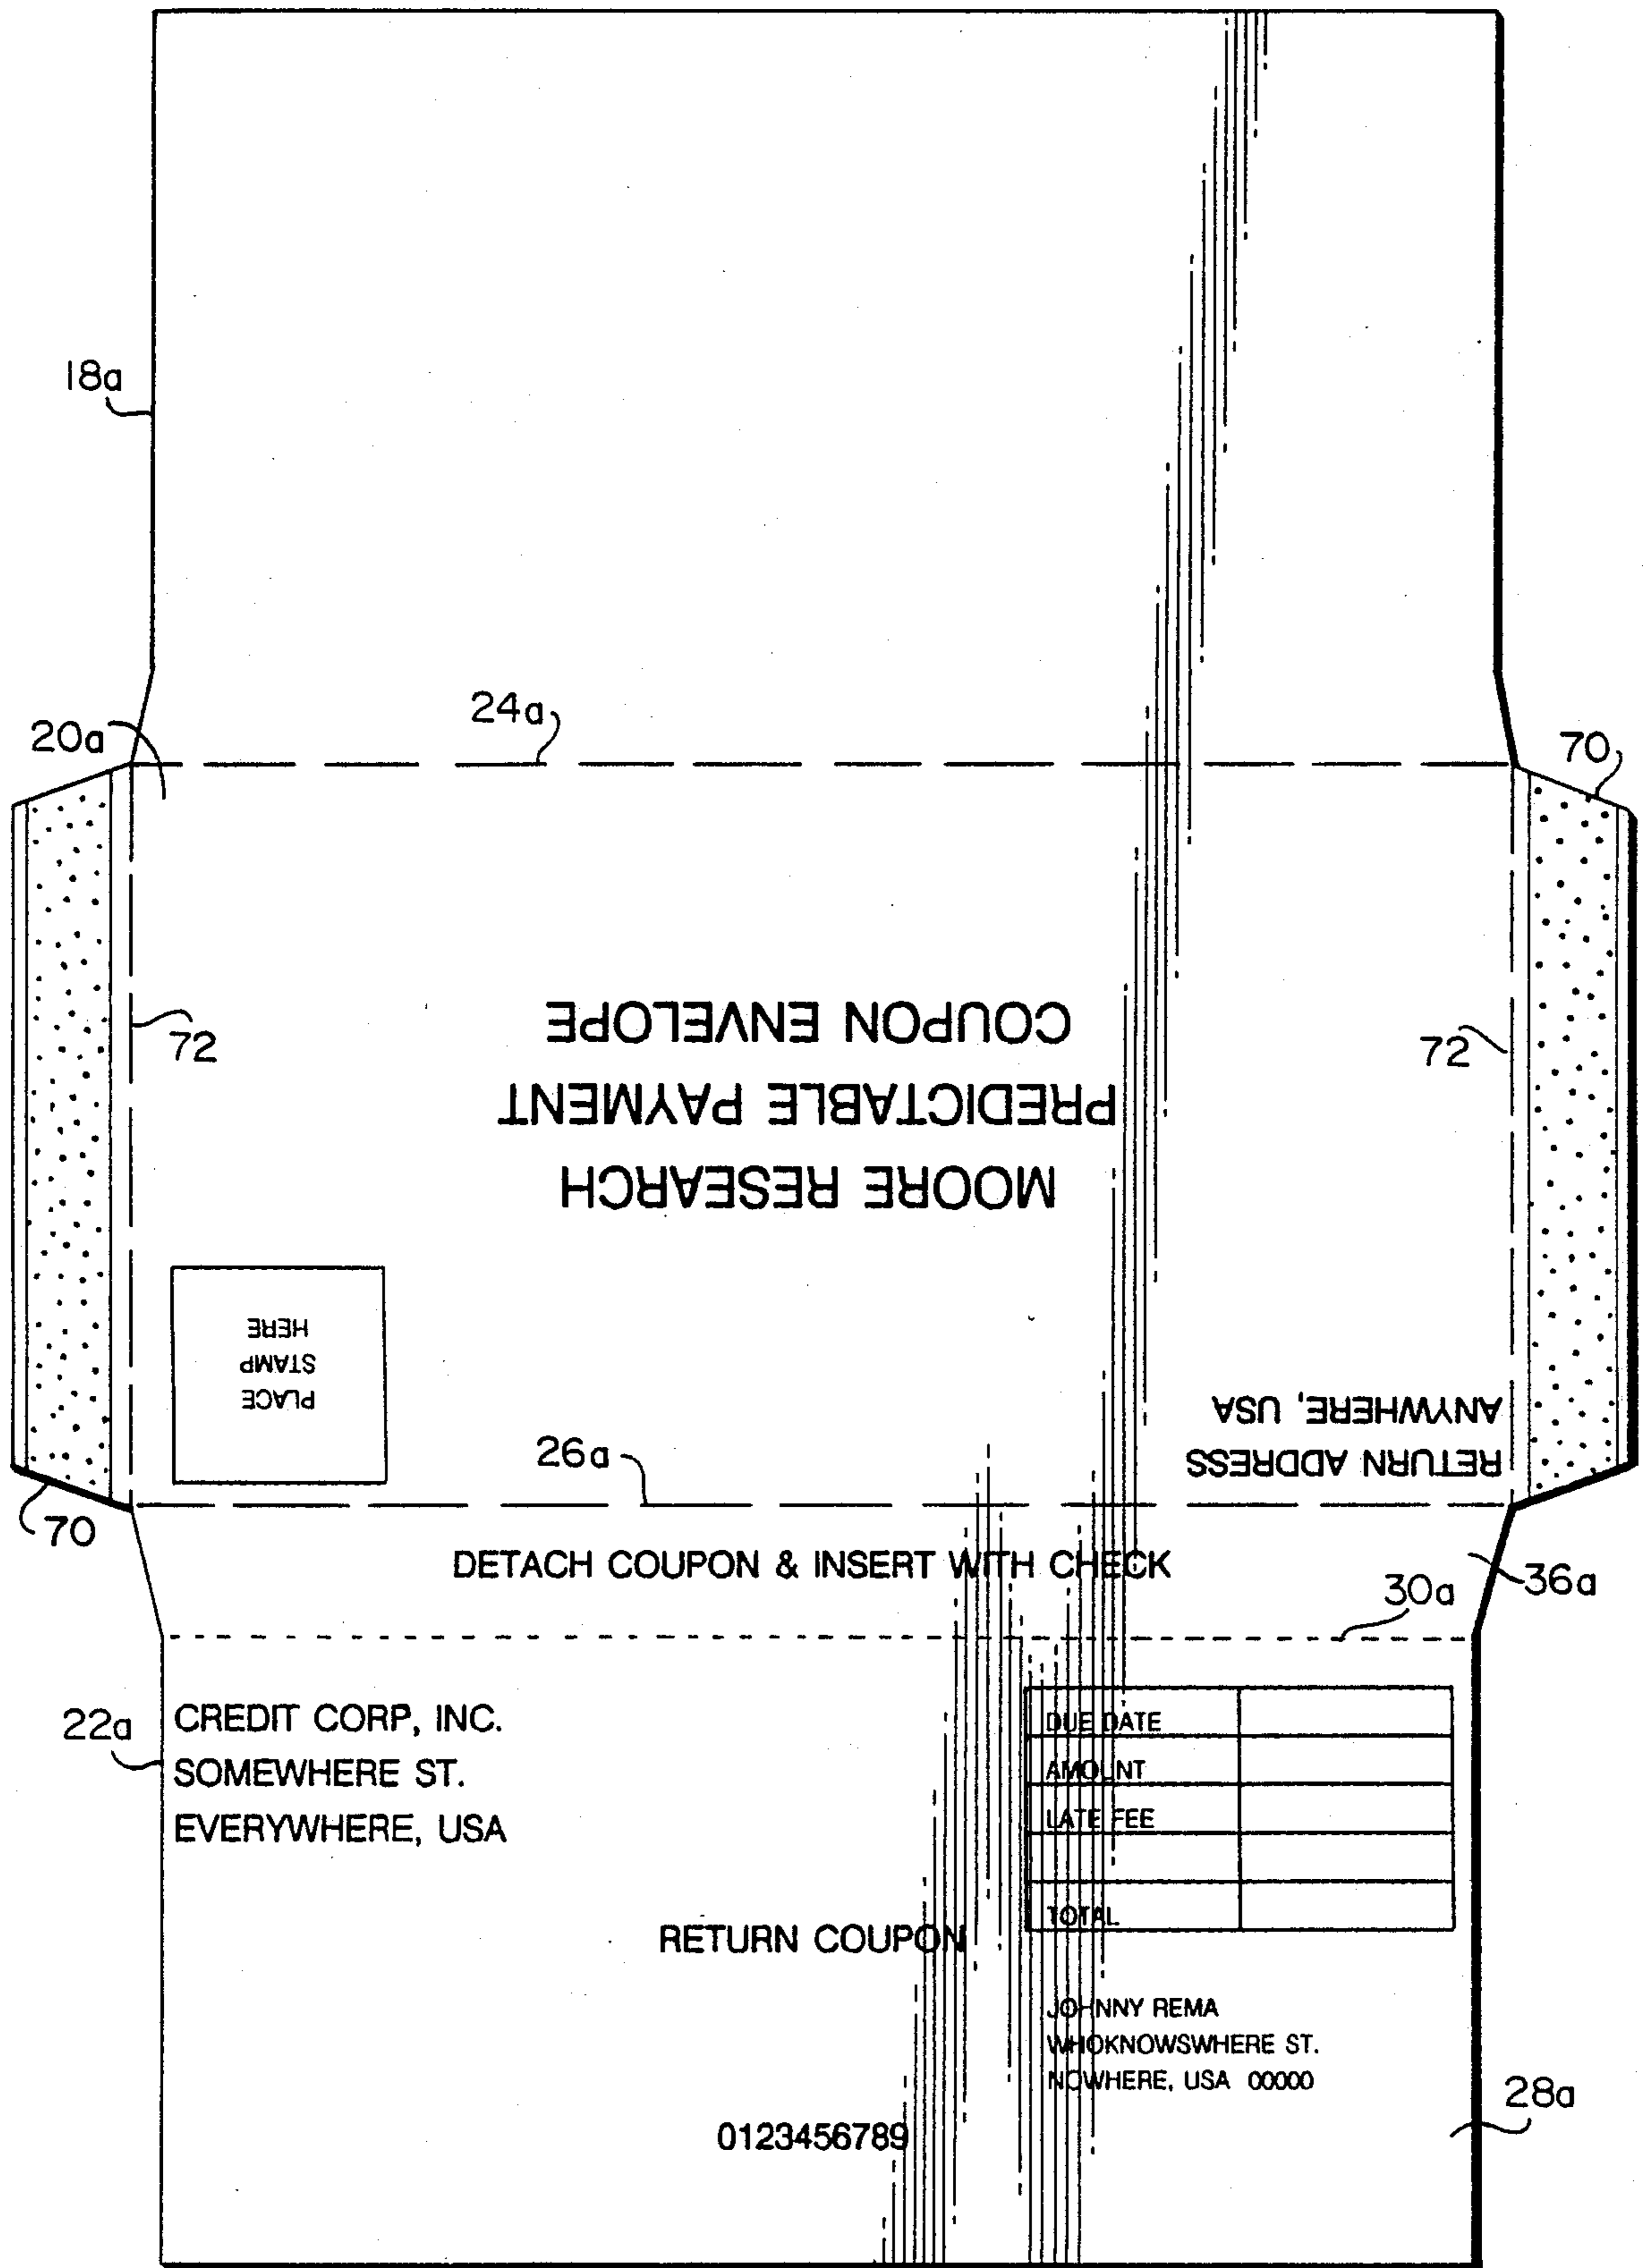 18a
24a
20a
70
COUPON ENVELOPE
PREDICTABLE PAYMENT
MOORE RESEARCH
72
72
PLACE
STAMP
HERE
RETURN ADDRESS
ANYWHERE, USA
26a
70
DETACH COUPON & INSERT WITH CHECK
36a
30a
22a
CREDIT CORP, INC.
SOMEWHERE ST.
EVERYWHERE, USA
DUE DATE
AMOUNT
LATE FEE
TOTAL
RETURN COUPON
JOHNNY REMA
WHOKNOWSWHERE ST.
NOWHERE, USA 00000
28a
0123456789